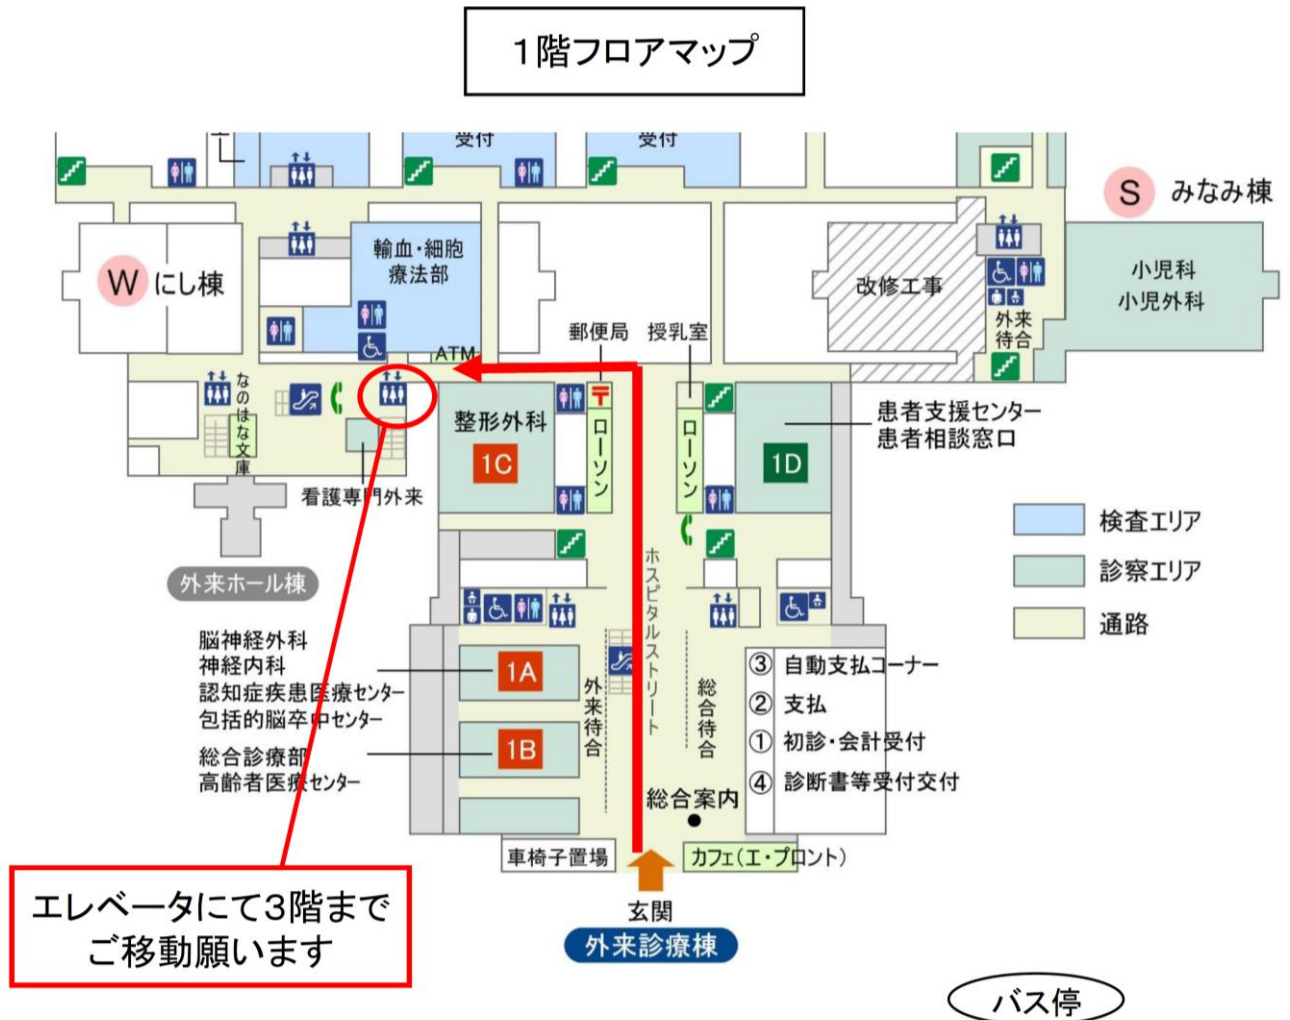 1階フロアマップ
受付
受付
S みなみ棟
輸血・細胞
療法部
W にし棟
改修工事
小児科
小児外科
外来
待合
郵便局
授乳室
ATM
なのはな文庫
整形外科
1C
〒
ローソン
ローソン
1D
患者支援センター
患者相談窓口
看護専門外来
検査エリア
外来ホール棟
診察エリア
通路
ホスピタルストリート
脳神経外科
神経内科
認知症疾患医療センター
包括的脳卒中センター
1A
外来待合
総合待合
③ 自動支払コーナー
② 支払
① 初診・会計受付
④ 診断書等受付交付
総合診療部
高齢者医療センター
1B
総合案内
車椅子置場
カフェ(エ・プロント)
エレベータにて3階まで
ご移動願います
玄関
外来診療棟
バス停